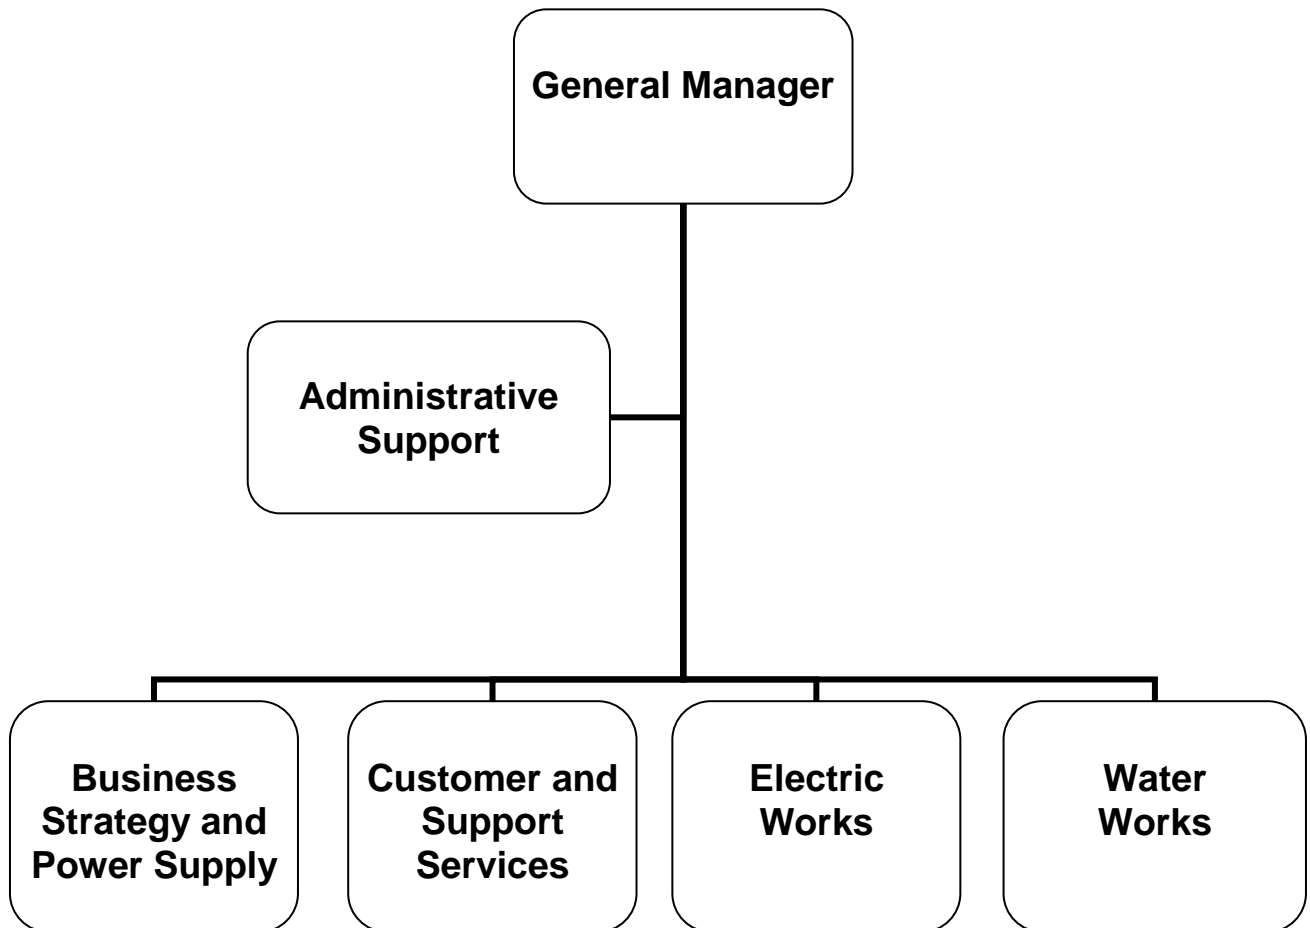 General Manager
Administrative
Support
Business
Strategy and
Power Supply
Customer and
Support
Services
Electric
Works
Water
Works